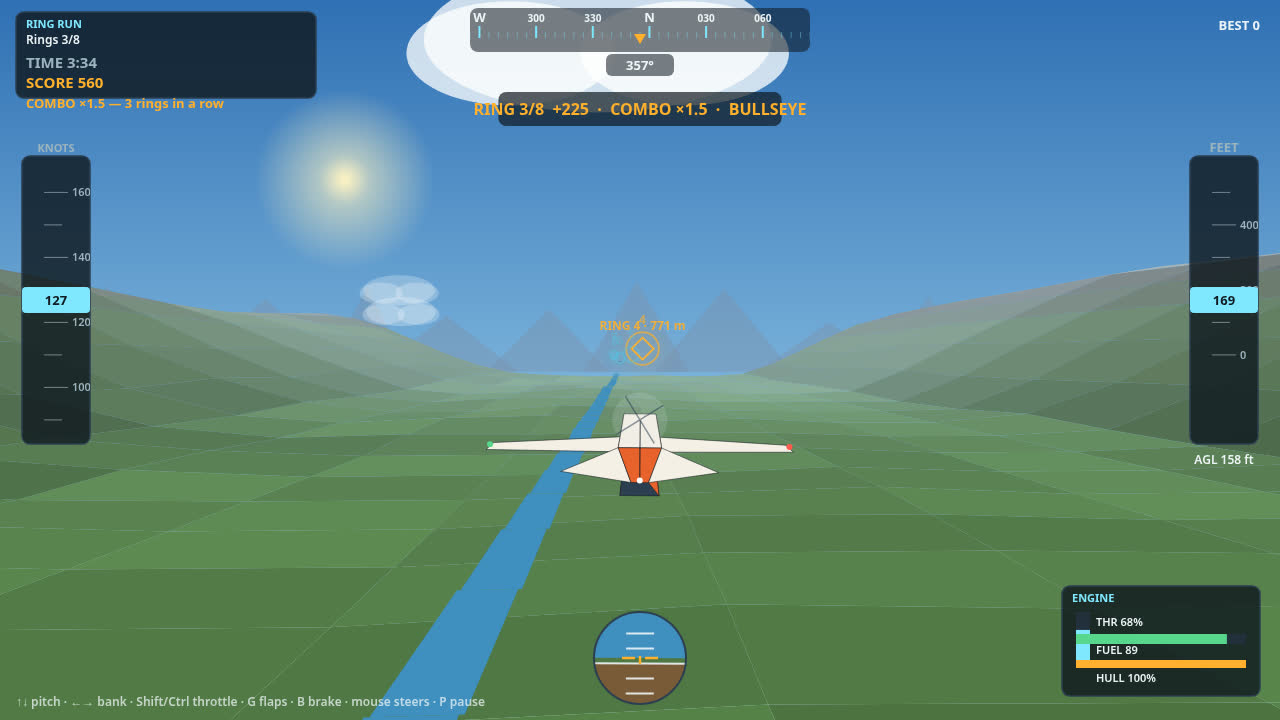 RING RUN
Rings 3/8
TIME 3:34
SCORE 560
COMBO ×1.5 — 3 rings in a row
W 300 330 N 030 060
357°
RING 3/8 +225 · COMBO ×1.5 · BULLSEYE
BEST 0
KNOTS
160
140
127
120
100
FEET
400
169
0
AGL 158 ft
RING 4 · 771 m
ENGINE
THR 68%
FUEL 89
HULL 100%
↑↓ pitch · ←→ bank · Shift/Ctrl throttle · G flaps · B brake · mouse steers · P pause